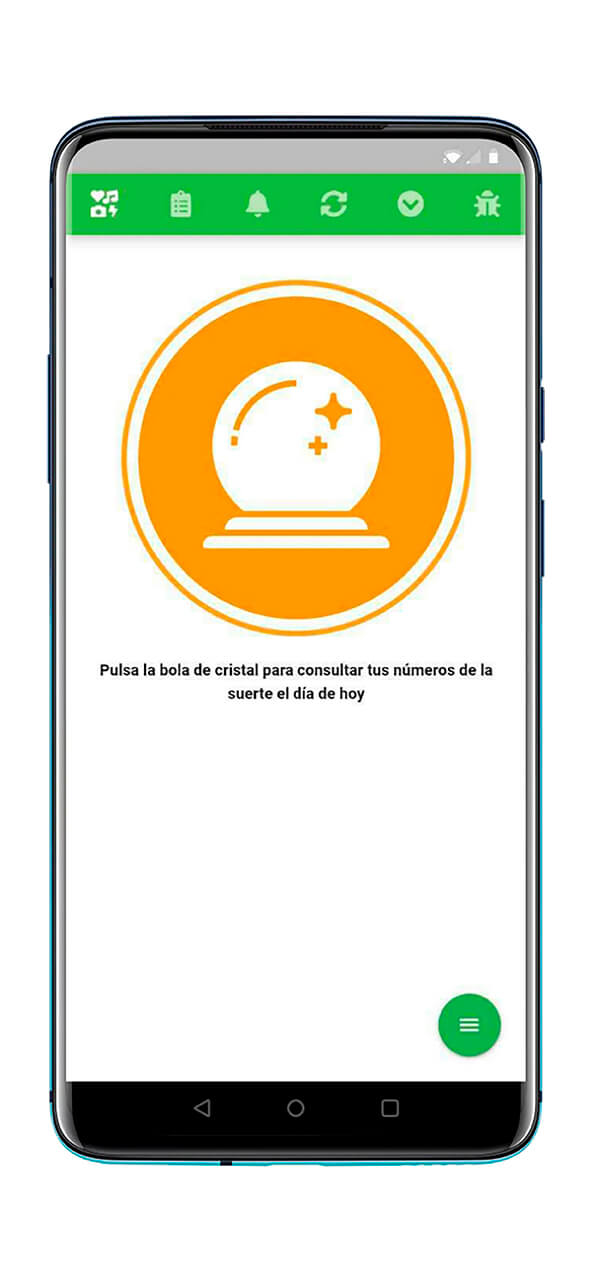 Pulsa la bola de cristal para consultar tus números de la
suerte el día de hoy